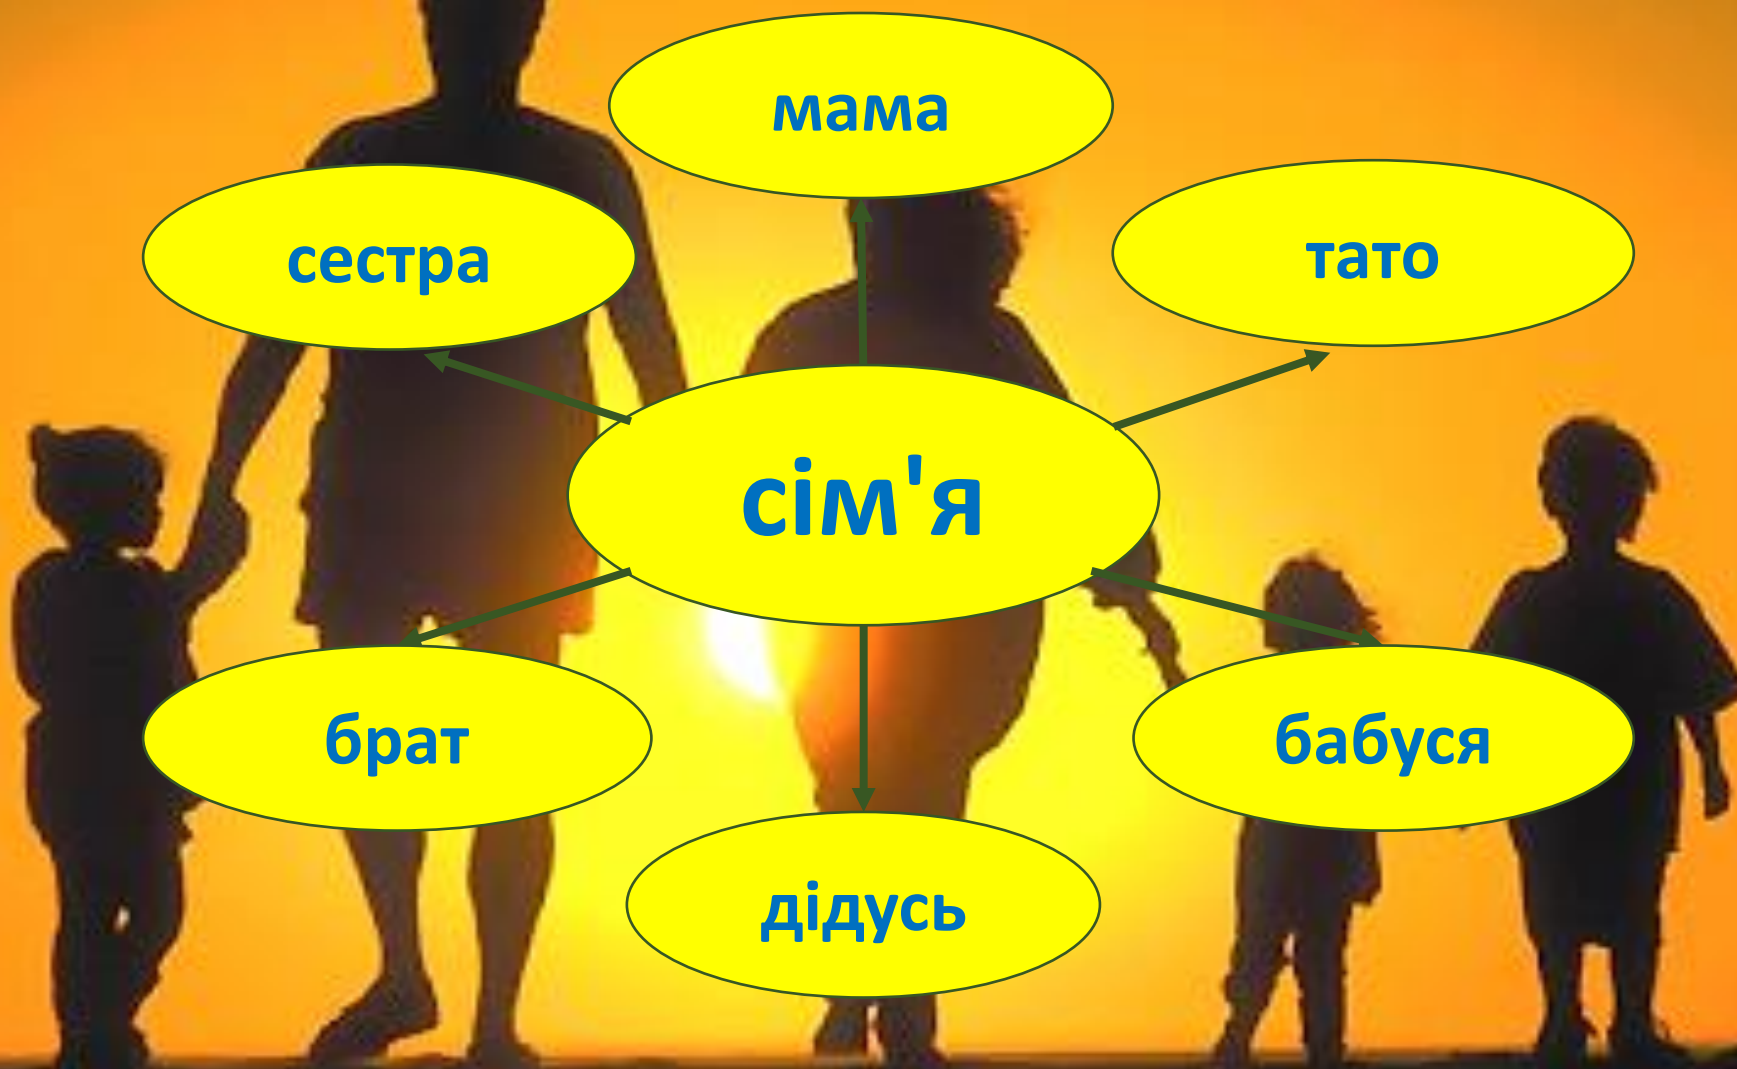 мама
сестра
тато
сім'я
брат
бабуся
дідусь